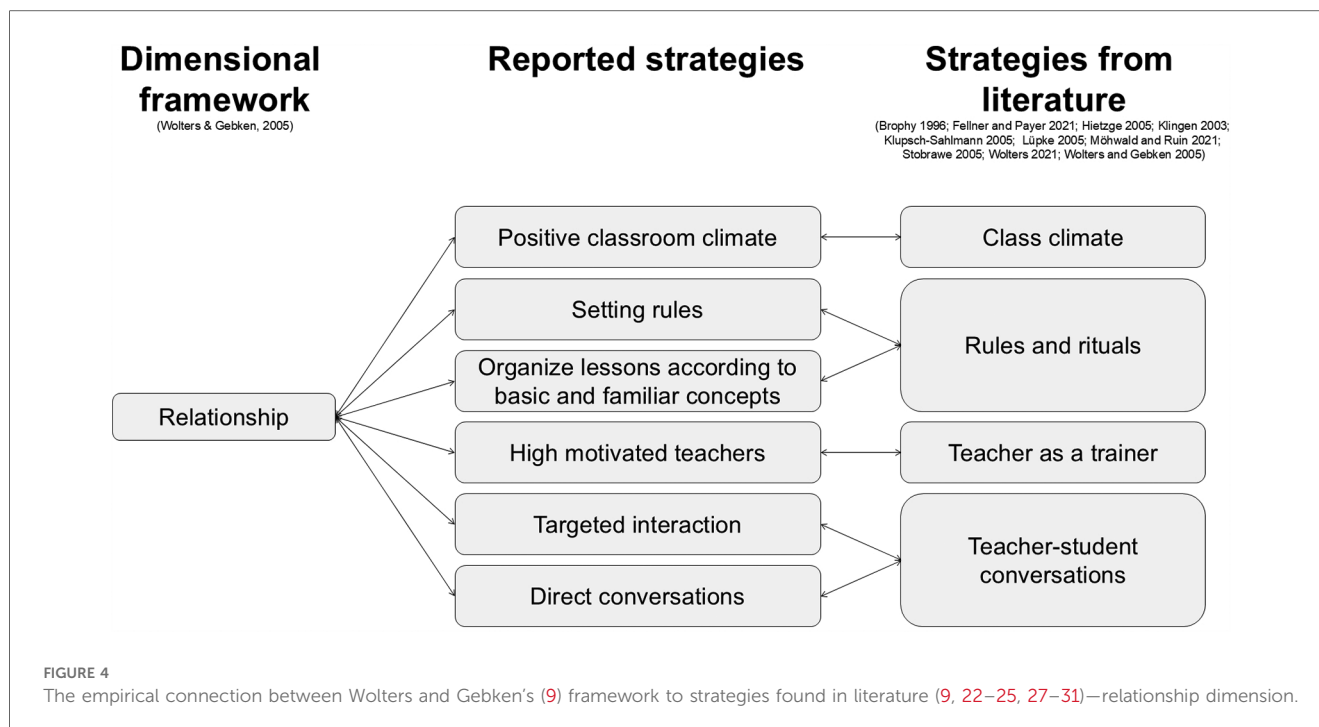 Dimensional
framework
(Wolters & Gebken, 2005)
Reported strategies
Strategies from
literature
(Brophy 1996; Fellner and Payer 2021; Hietzge 2005; Klingen 2003;
Klupsch-Sahlmann 2005; Lüpke 2005; Möhwald and Ruin 2021;
Stobrawe 2005; Wolters 2021; Wolters and Gebken 2005)
Relationship
Positive classroom climate
Setting rules
Organize lessons according to
basic and familiar concepts
High motivated teachers
Targeted interaction
Direct conversations
Class climate
Rules and rituals
Teacher as a trainer
Teacher-student
conversations
FIGURE 4
The empirical connection between Wolters and Gebken's (9) framework to strategies found in literature (9, 22–25, 27–31)—relationship dimension.